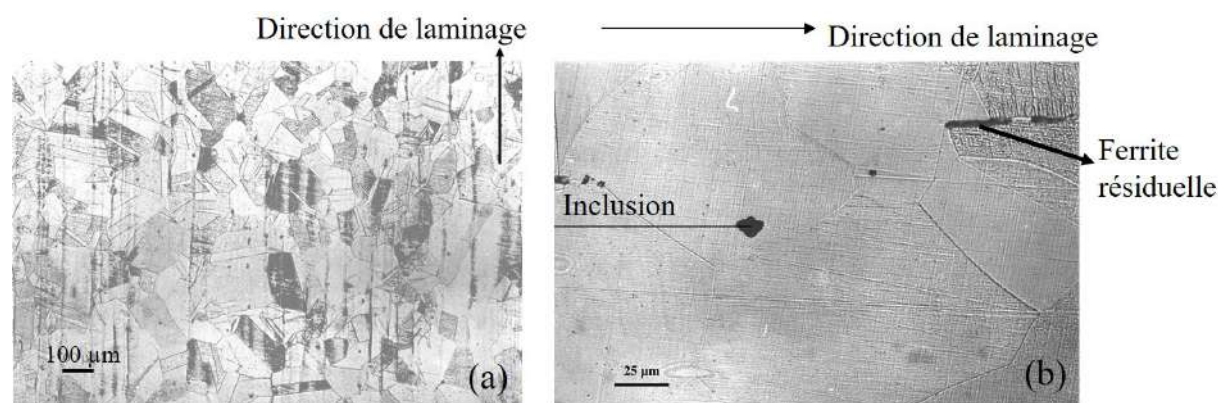 Direction de laminage
100 µm
(a)
Direction de laminage
Inclusion
Ferrite
résiduelle
25 µm
(b)